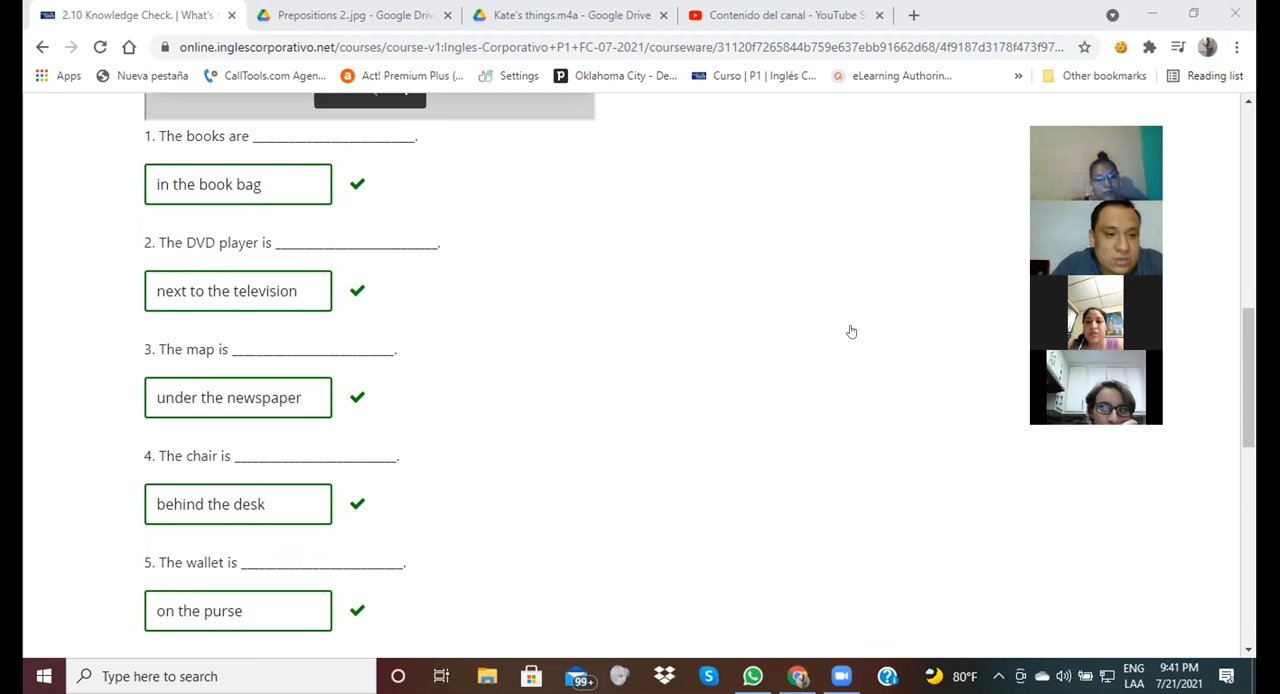 2.10 Knowledge Check. | What's t
Prepositions 2..jpg - Google Driv
Kate's things.m4a - Google Drive
Contenido del canal - YouTube S
online.inglescorporativo.net/courses/course-v1:Ingles-Corporativo+P1+FC-07-2021/courseware/31120f7265844b759e637ebb91662d68/4f9187d3178f473f97...
Apps
Nueva pestaña
CallTools.com Agen...
Act! Premium Plus (...
Settings
Oklahoma City - De...
Curso | P1 | Inglés C...
eLearning Authorin...
»
Other bookmarks
Reading list
1. The books are ______________________.
in the book bag
2. The DVD player is ______________________.
next to the television
3. The map is ______________________.
under the newspaper
4. The chair is ______________________.
behind the desk
5. The wallet is ______________________.
on the purse
Type here to search
99+
80°F
ENG
LAA
9:41 PM
7/21/2021